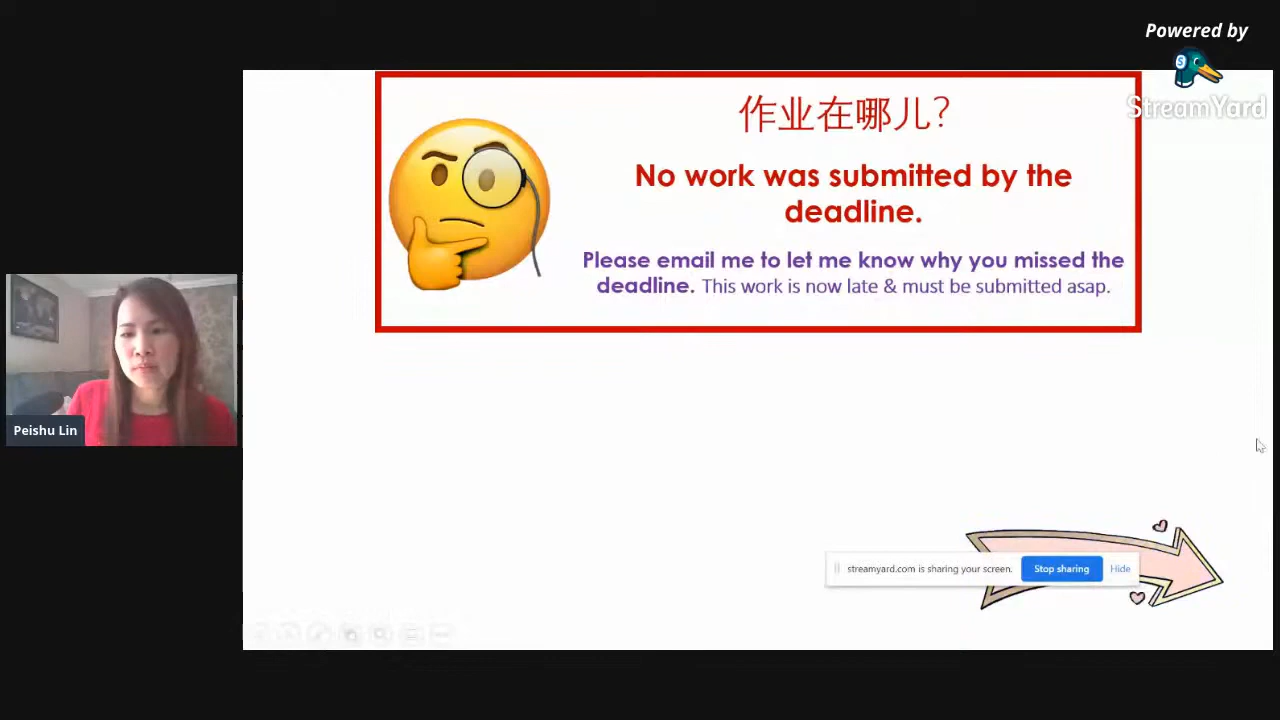 Powered by
StreamYard
作业在哪儿?
No work was submitted by the
deadline.
Please email me to let me know why you missed the
deadline. This work is now late & must be submitted asap.
Peishu Lin
streamyard.com is sharing your screen.
Stop sharing
Hide